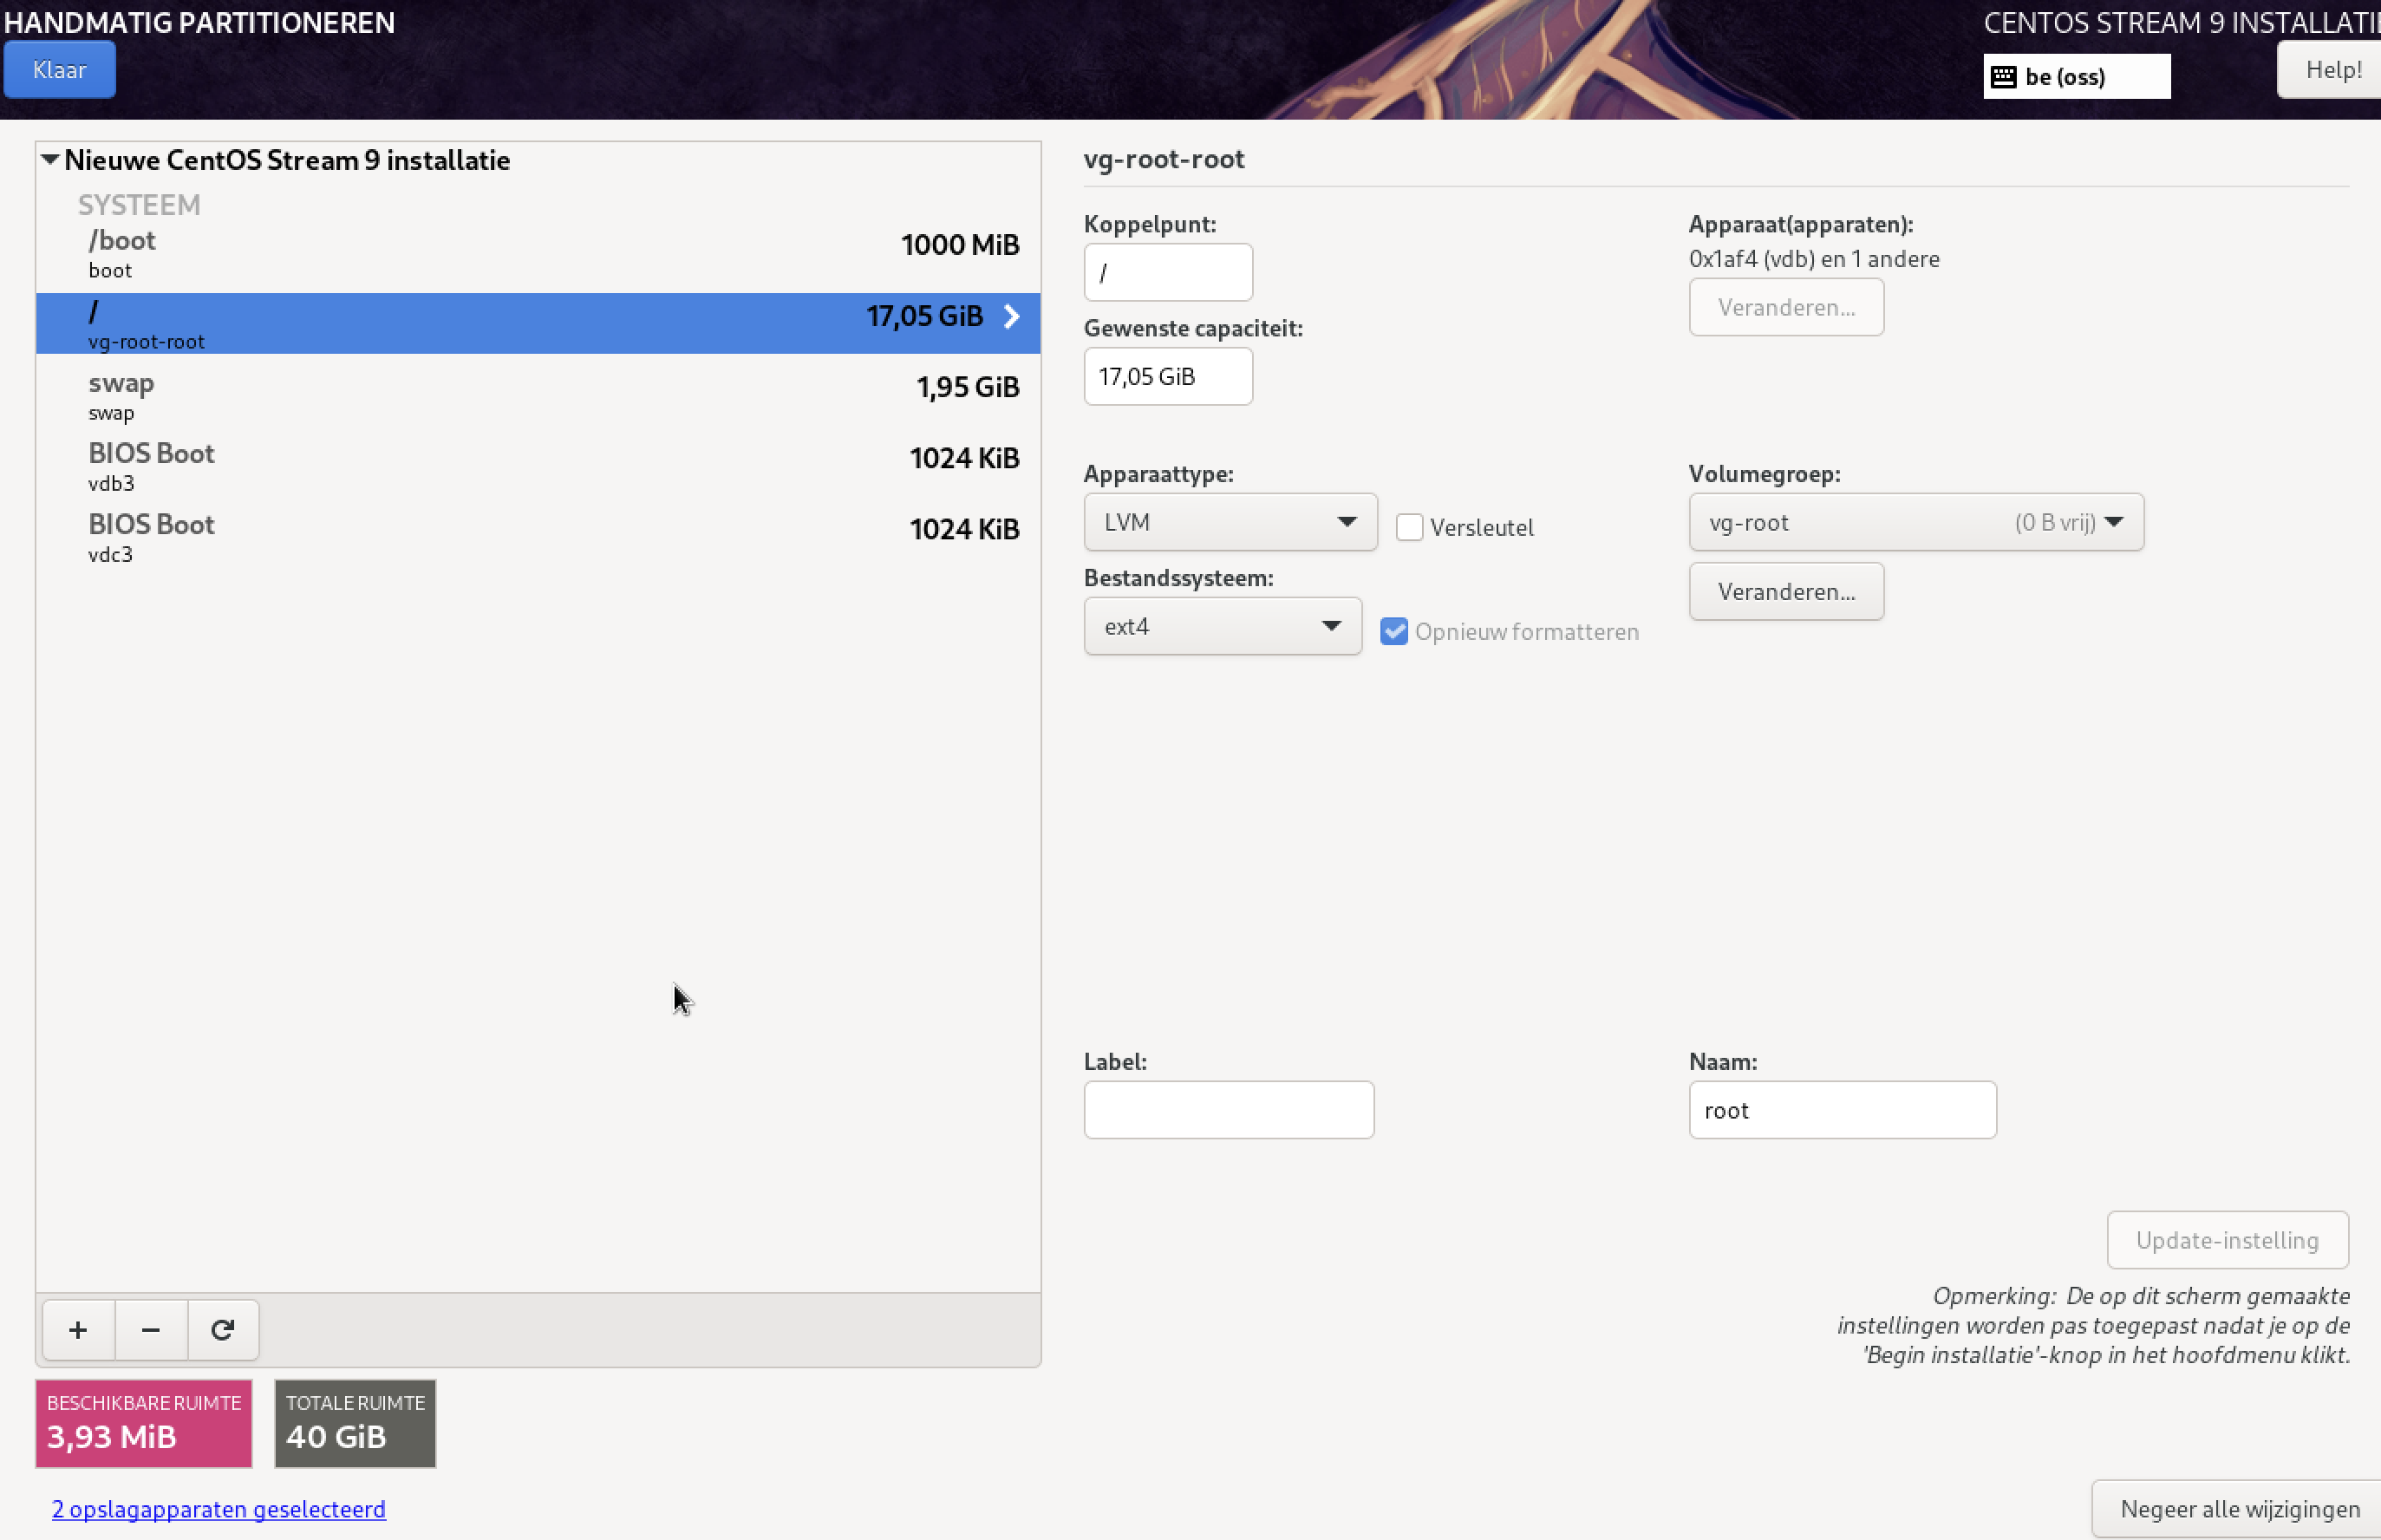 HANDMATIG PARTITIONEREN
CENTOS STREAM 9 INSTALLATIE
Klaar
be (oss)
Help!
Nieuwe CentOS Stream 9 installatie
SYSTEEM
/boot
1000 MiB
boot
/
17,05 GiB
vg-root-root
swap
1,95 GiB
swap
BIOS Boot
1024 KiB
vdb3
BIOS Boot
1024 KiB
vdc3
vg-root-root
Koppelpunt:
/
Gewenste capaciteit:
17,05 GiB
Apparaat(apparaten):
0x1af4 (vdb) en 1 andere
Veranderen...
Apparaattype:
LVM
Versleutel
Bestandssysteem:
ext4
Opnieuw formatteren
Volumegroep:
vg-root (0 B vrij)
Veranderen...
Label:
Naam:
root
Update-instelling
Opmerking: De op dit scherm gemaakte
instellingen worden pas toegepast nadat je op de
'Begin installatie'-knop in het hoofdmenu klikt.
+ −
BESCHIKBARE RUIMTE
3,93 MiB
TOTALE RUIMTE
40 GiB
2 opslagapparaten geselecteerd
Negeer alle wijzigingen